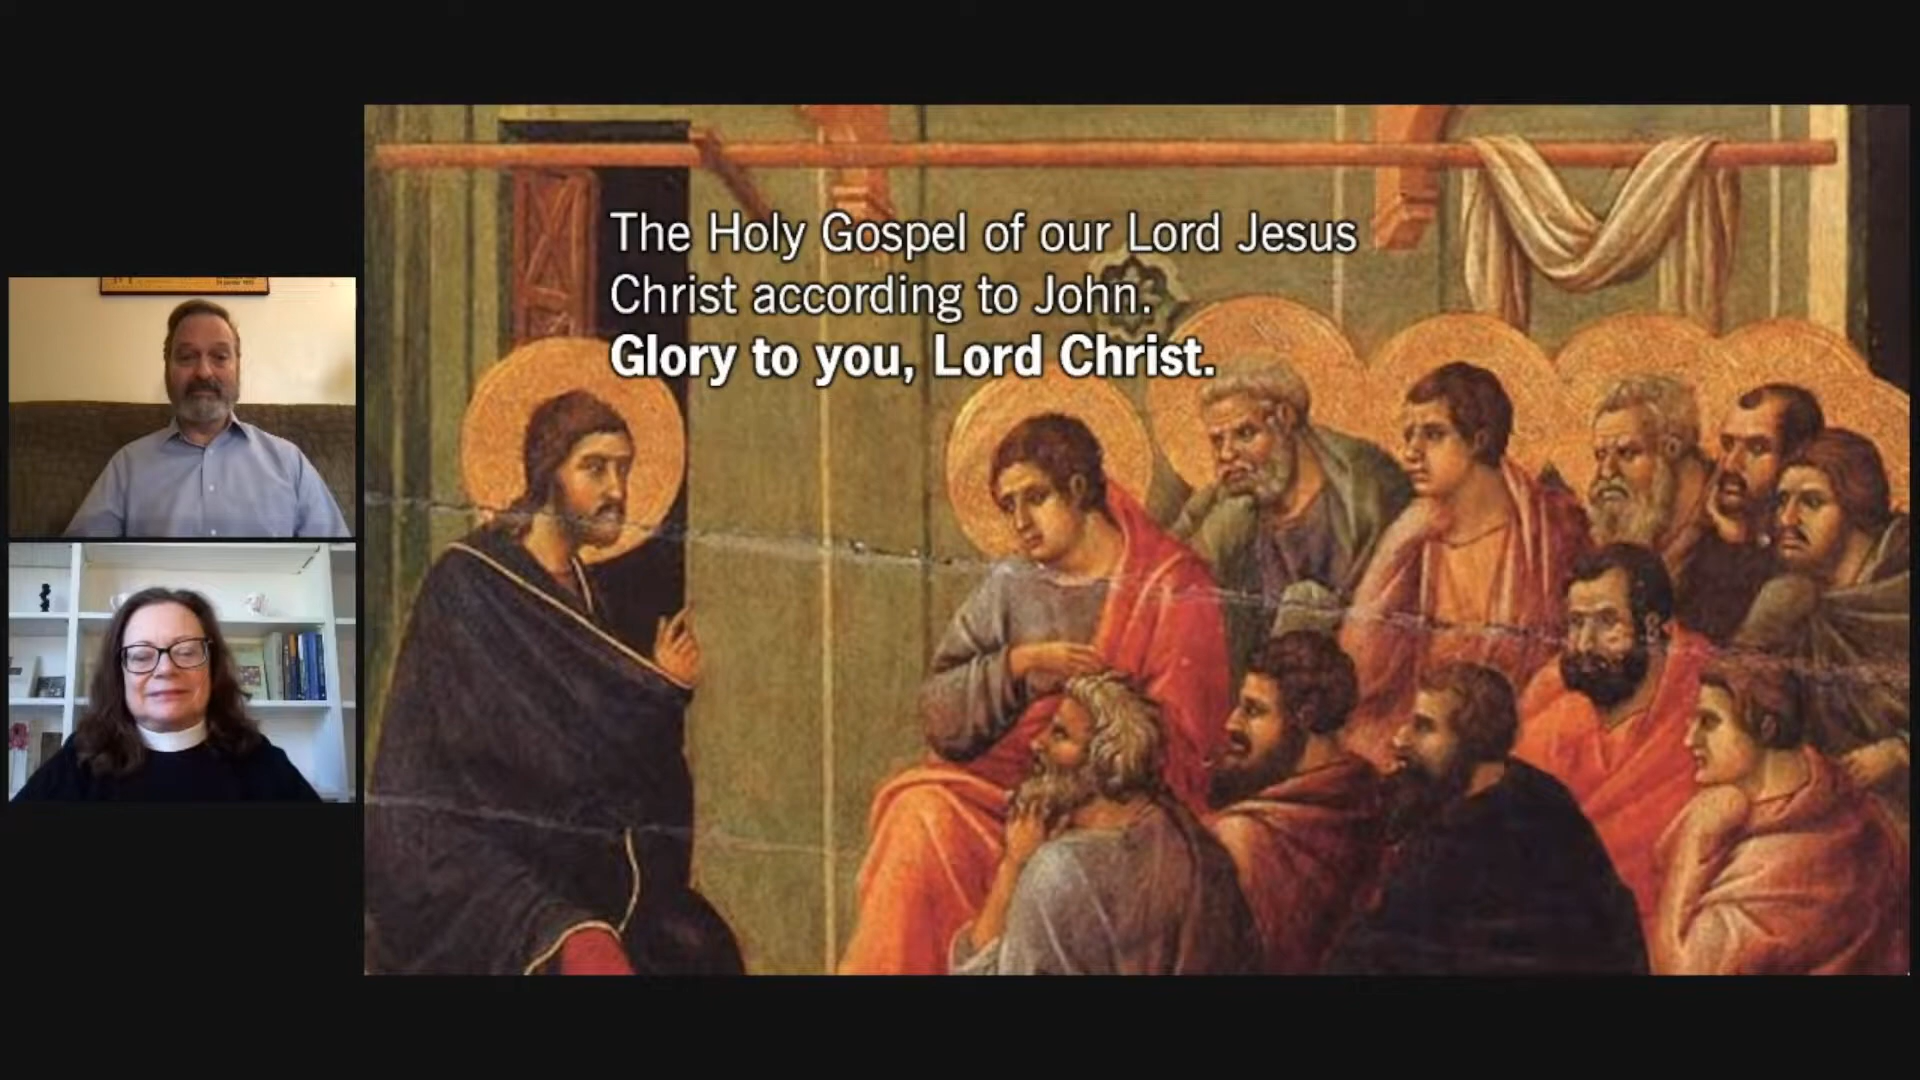 The Holy Gospel of our Lord Jesus
Christ according to John.
Glory to you, Lord Christ.